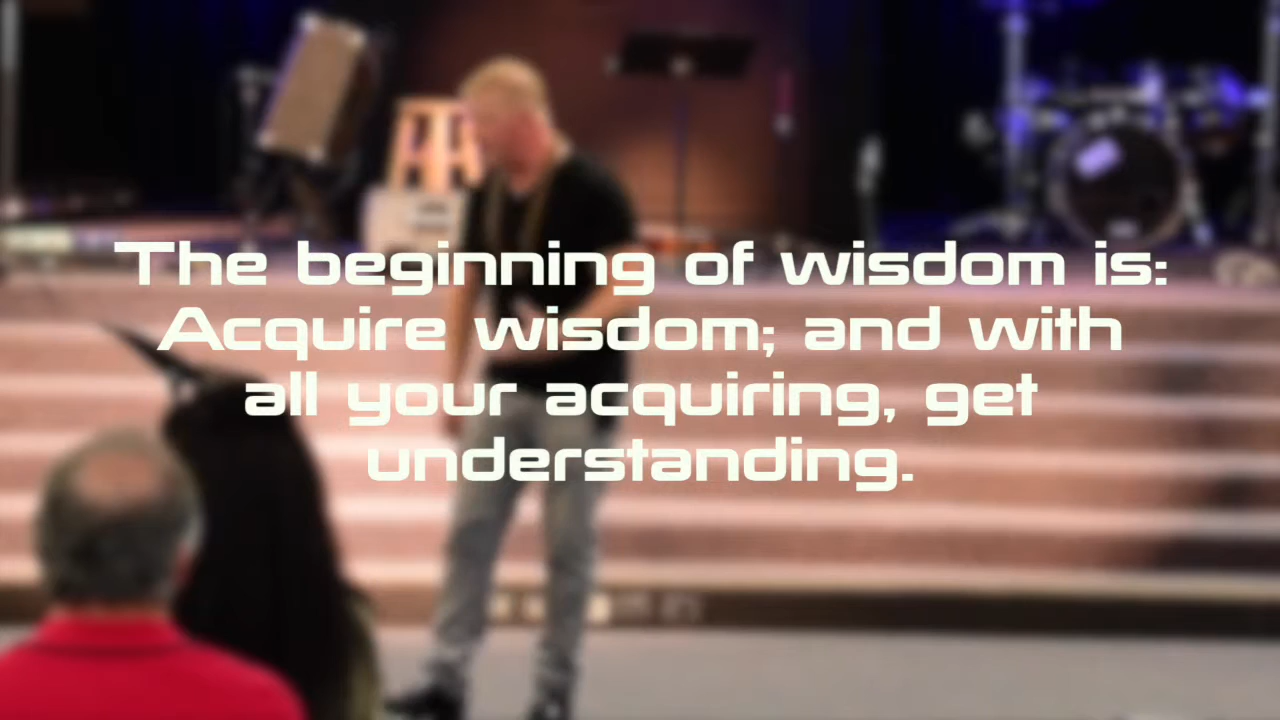 The beginning of wisdom is:
Acquire wisdom; and with
all your acquiring, get
understanding.